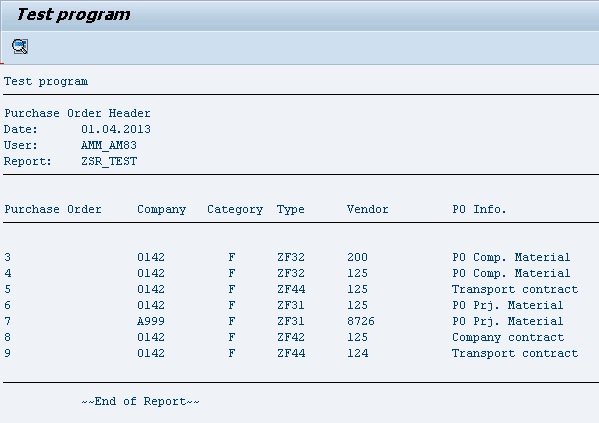 Test program
Test program
Purchase Order Header
Date: 01.04.2013
User: AMM_AM83
Report: ZSR_TEST
Purchase Order Company Category Type Vendor PO Info.
3 0142 F ZF32 200 PO Comp. Material
4 0142 F ZF32 125 PO Comp. Material
5 0142 F ZF44 125 Transport contract
6 0142 F ZF31 125 PO Prj. Material
7 A999 F ZF31 8726 PO Prj. Material
8 0142 F ZF42 125 Company contract
9 0142 F ZF44 124 Transport contract
~~End of Report~~